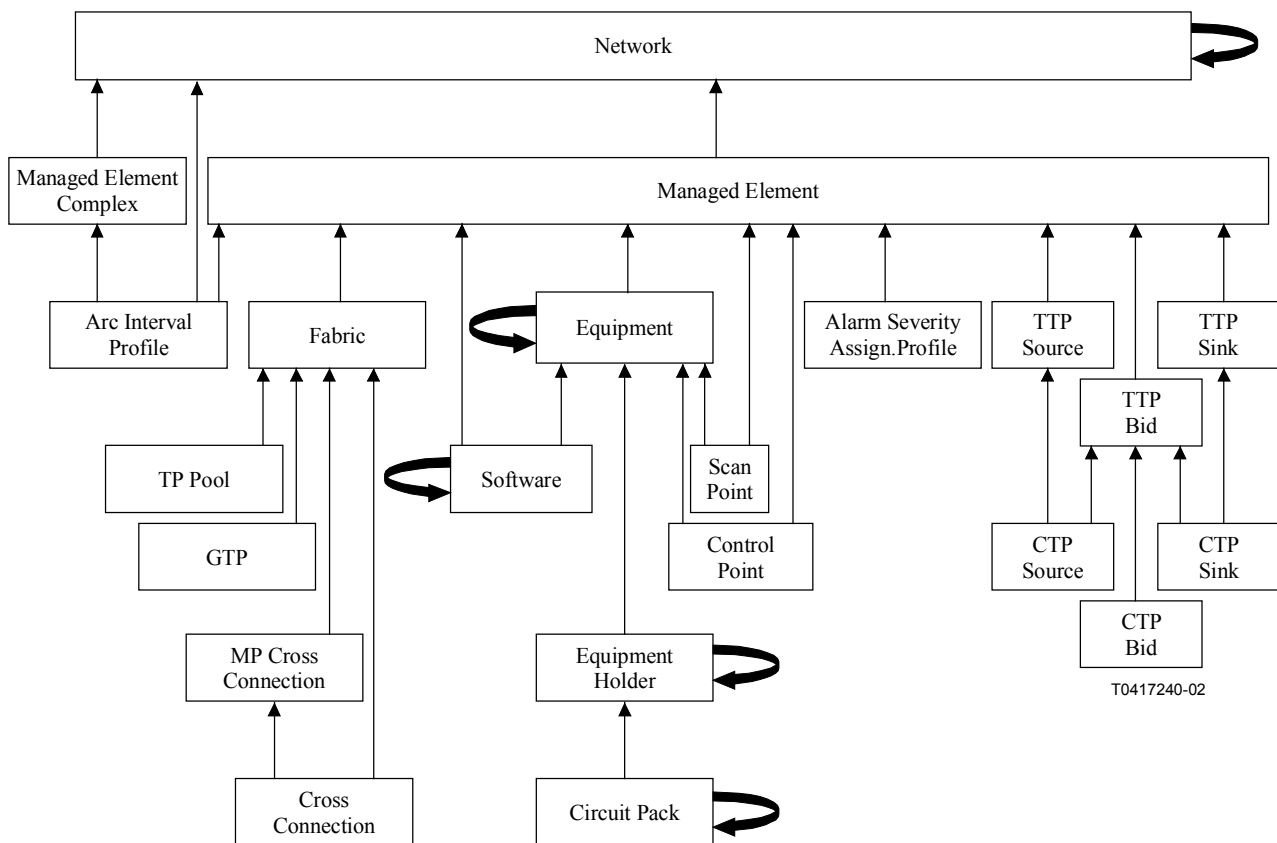 Network
Managed Element
Complex
Managed Element
Arc Interval
Profile
Fabric
Equipment
Alarm Severity
Assign.Profile
TTP
Source
TTP
Sink
TTP
Bid
TP Pool
Software
Scan
Point
GTP
Control
Point
CTP
Source
CTP
Sink
CTP
Bid
MP Cross
Connection
Equipment
Holder
T0417240-02
Cross
Connection
Circuit Pack